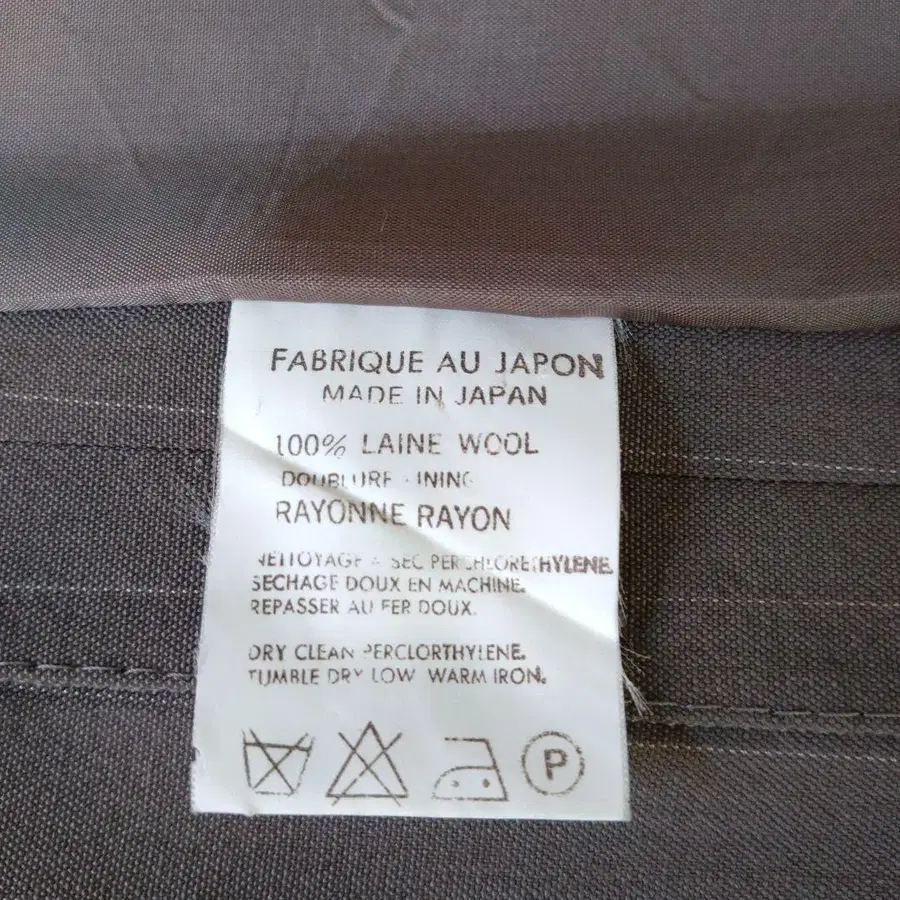 FABRIQUE AU JAPON
MADE IN JAPAN
100% LAINE WOOL
DOUBLURE LINING
RAYONNE RAYON
NETTOYAGE A SEC PERCHLORETHYLENE.
SECHAGE DOUX EN MACHINE.
REPASSER AU FER DOUX.
DRY CLEAN PERCLORTHYLENE.
TUMBLE DRY LOW WARM IRON.
P